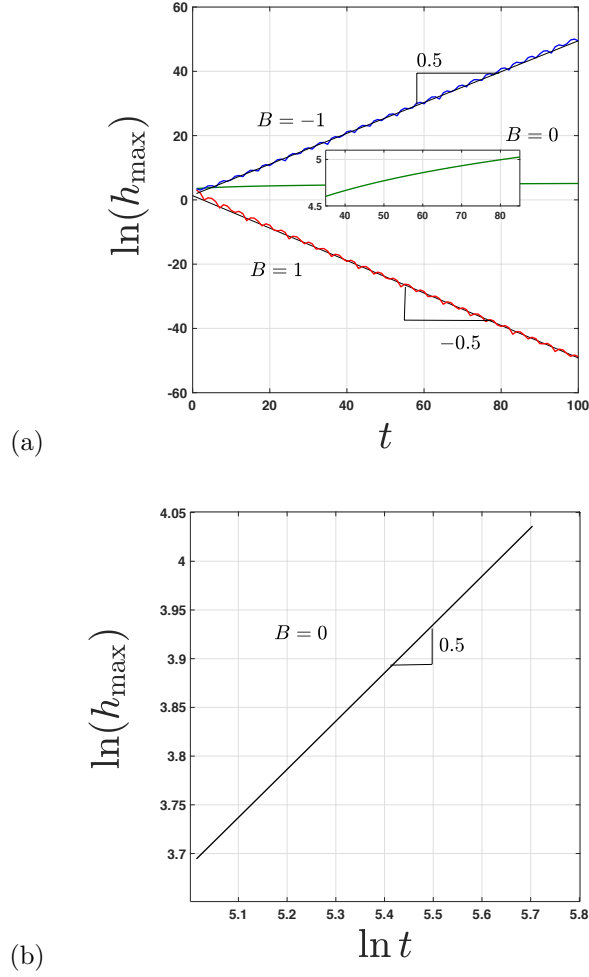 60
40
20
0
-20
-40
-60
ln(h_max)
0.5
B = −1
B = 0
5
4.5
40 50 60 70 80
B = 1
−0.5
0 20 40 60 80 100
t
(a)
4.05
4
3.95
3.9
3.85
3.8
3.75
3.7
ln(h_max)
B = 0
0.5
5.1 5.2 5.3 5.4 5.5 5.6 5.7 5.8
ln t
(b)